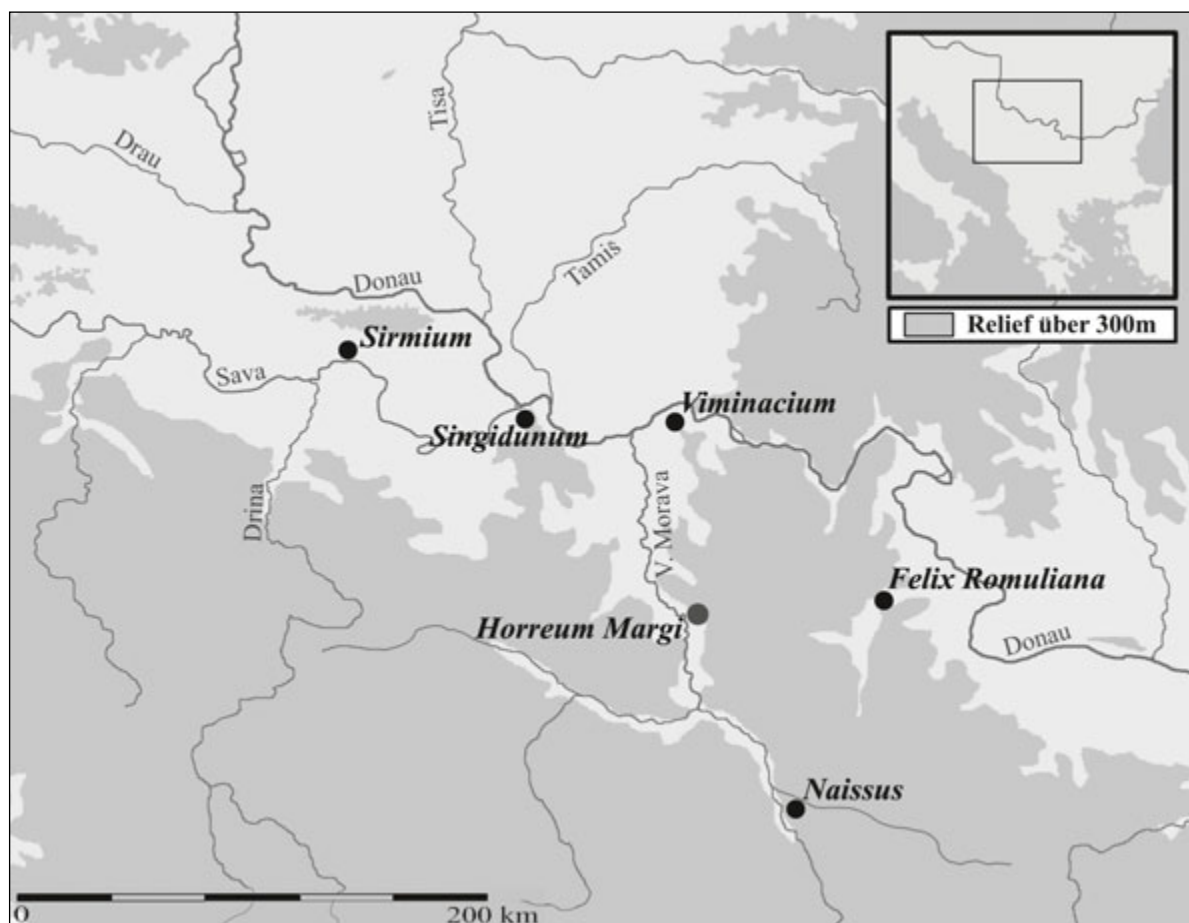 Tisa
Drau
Relief über 300m
Tamis
Donau
Sirmium
Sava
Viminacium
Singidunum
Drina
V. Morava
Felix Romuliana
Horreum Margi
Donau
Naissus
0
200 km